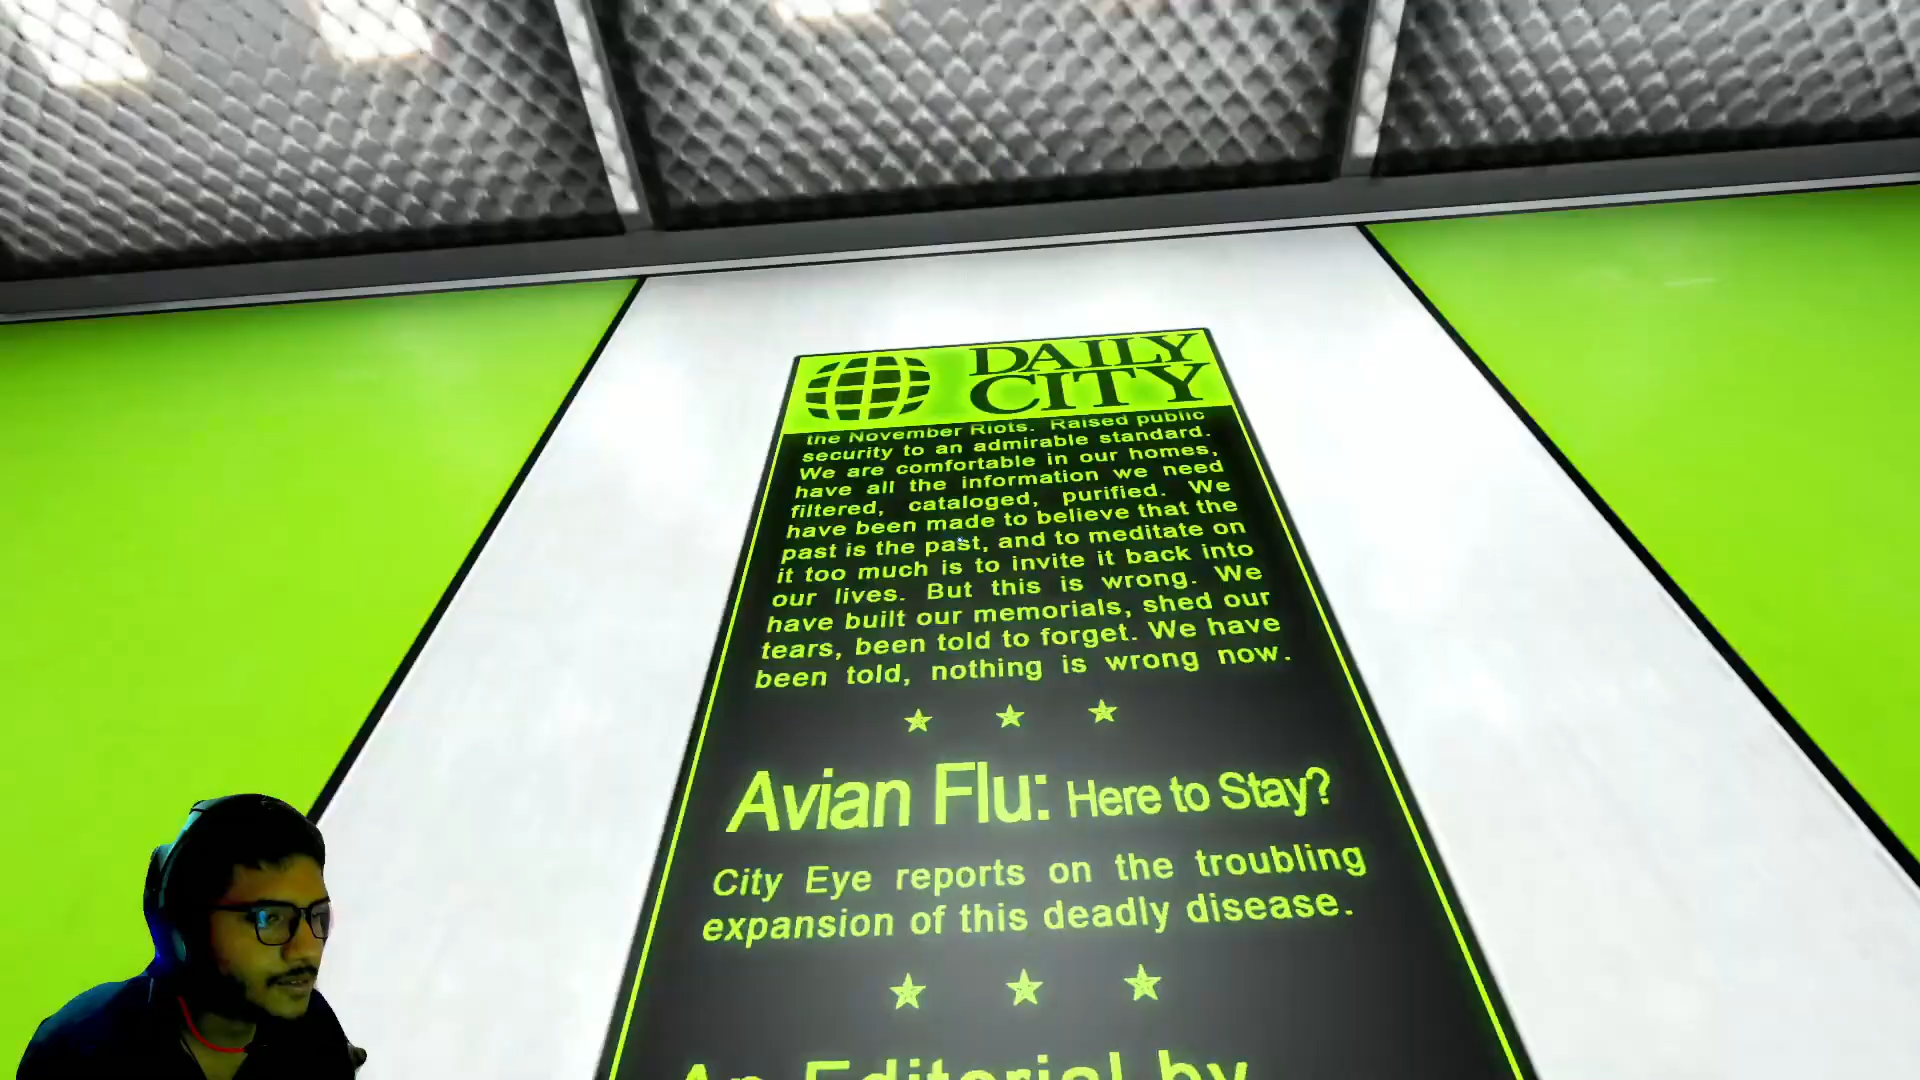 DAILY
CITY
the November Riots. Raised public
security to an admirable standard.
We are comfortable in our homes,
have all the information we need
filtered, cataloged, purified. We
have been made to believe that the
past is the past, and to meditate on
it too much is to invite it back into
our lives. But this is wrong. We
have built our memorials, shed our
tears, been told to forget. We have
been told, nothing is wrong now.
Avian Flu: Here to Stay?
City Eye reports on the troubling
expansion of this deadly disease.
An Editorial by